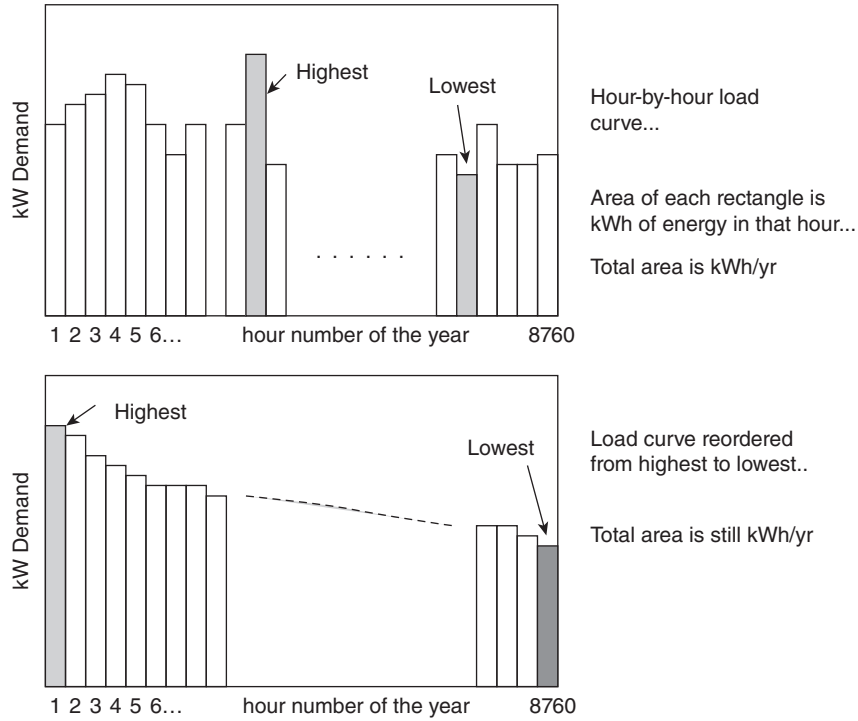 kW Demand
Highest
Lowest
Hour-by-hour load
curve...
Area of each rectangle is
kWh of energy in that hour...
Total area is kWh/yr
. . . . . .
1 2 3 4 5 6… hour number of the year 8760
kW Demand
Highest
Lowest
Load curve reordered
from highest to lowest..
Total area is still kWh/yr
1 2 3 4 5 6… hour number of the year 8760